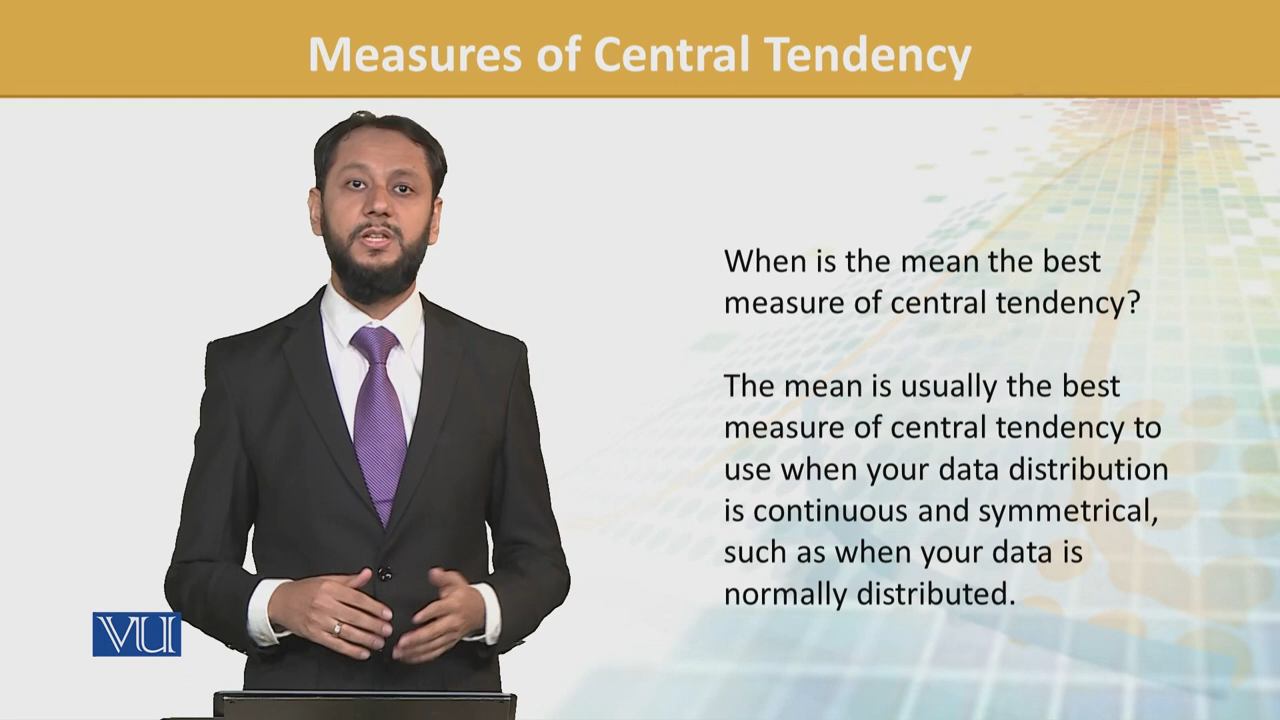 Measures of Central Tendency
When is the mean the best
measure of central tendency?
The mean is usually the best
measure of central tendency to
use when your data distribution
is continuous and symmetrical,
such as when your data is
normally distributed.
VU